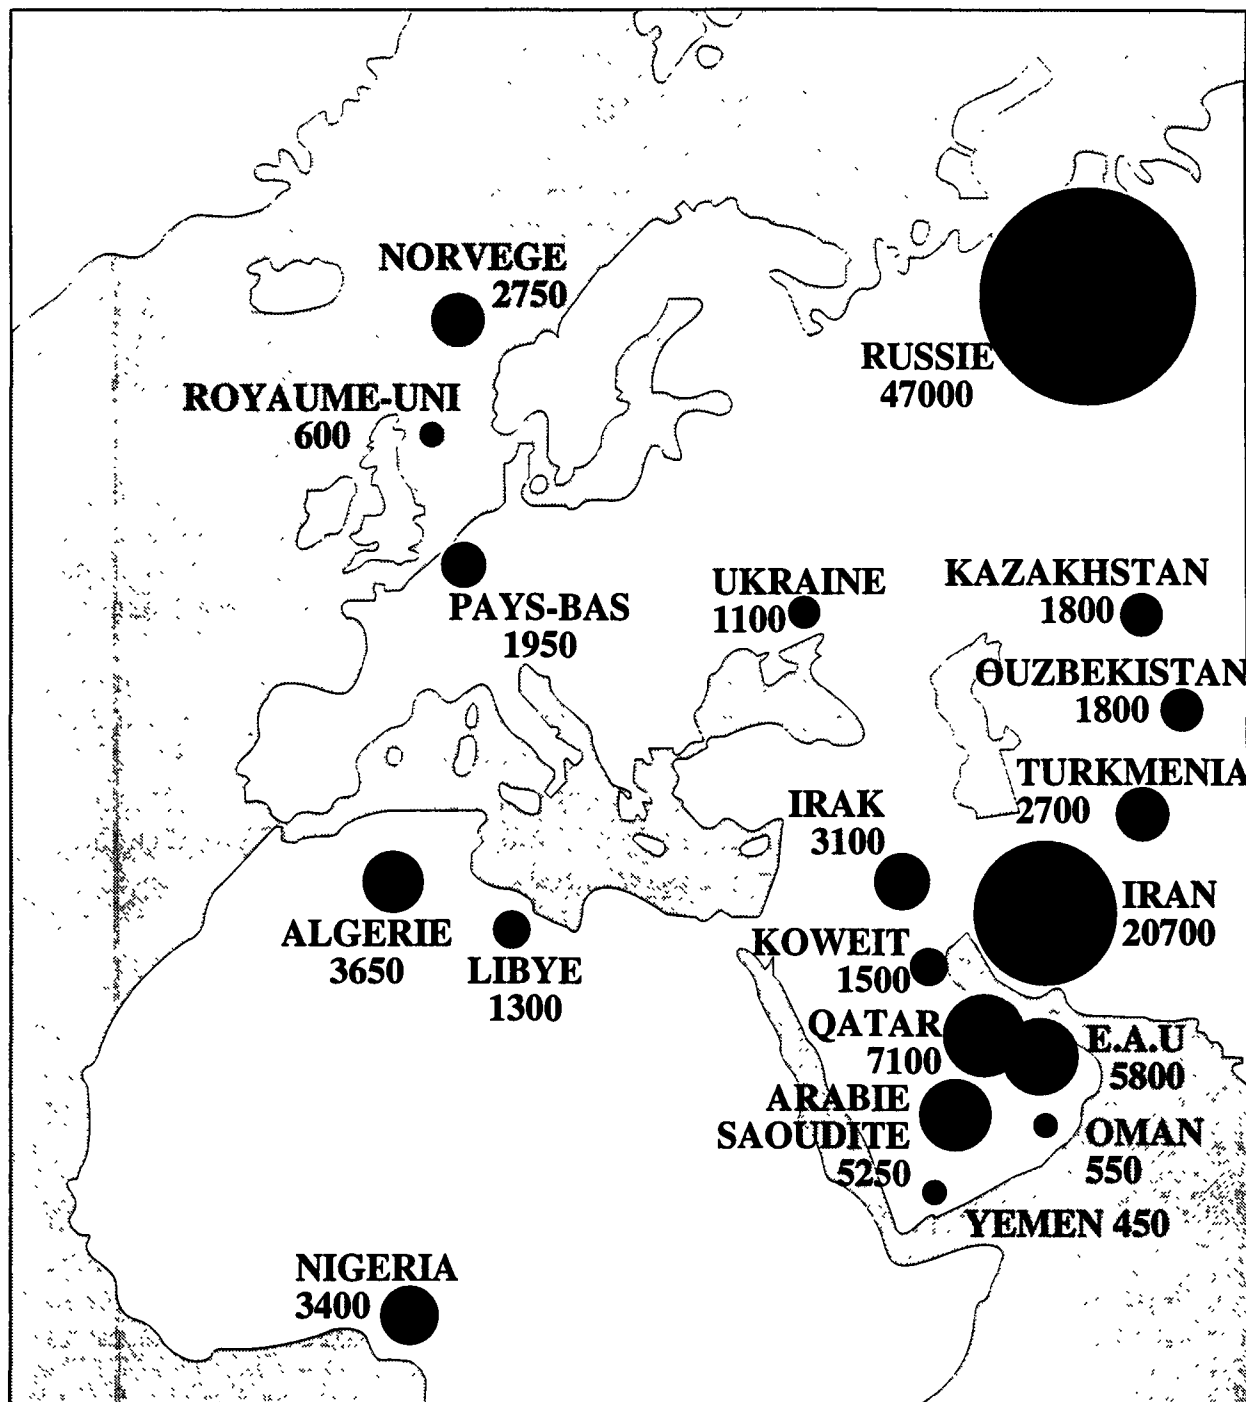 NORVEGE
2750
RUSSIE
47000
ROYAUME-UNI
600
PAYS-BAS
1950
UKRAINE
1100
KAZAKHSTAN
1800
OUZBEKISTAN
1800
TURKMENIA
2700
IRAK
3100
IRAN
20700
ALGERIE
3650
LIBYE
1300
KOWEIT
1500
QATAR
7100
E.A.U
5800
ARABIE
SAOUDITE
5250
OMAN
550
YEMEN 450
NIGERIA
3400